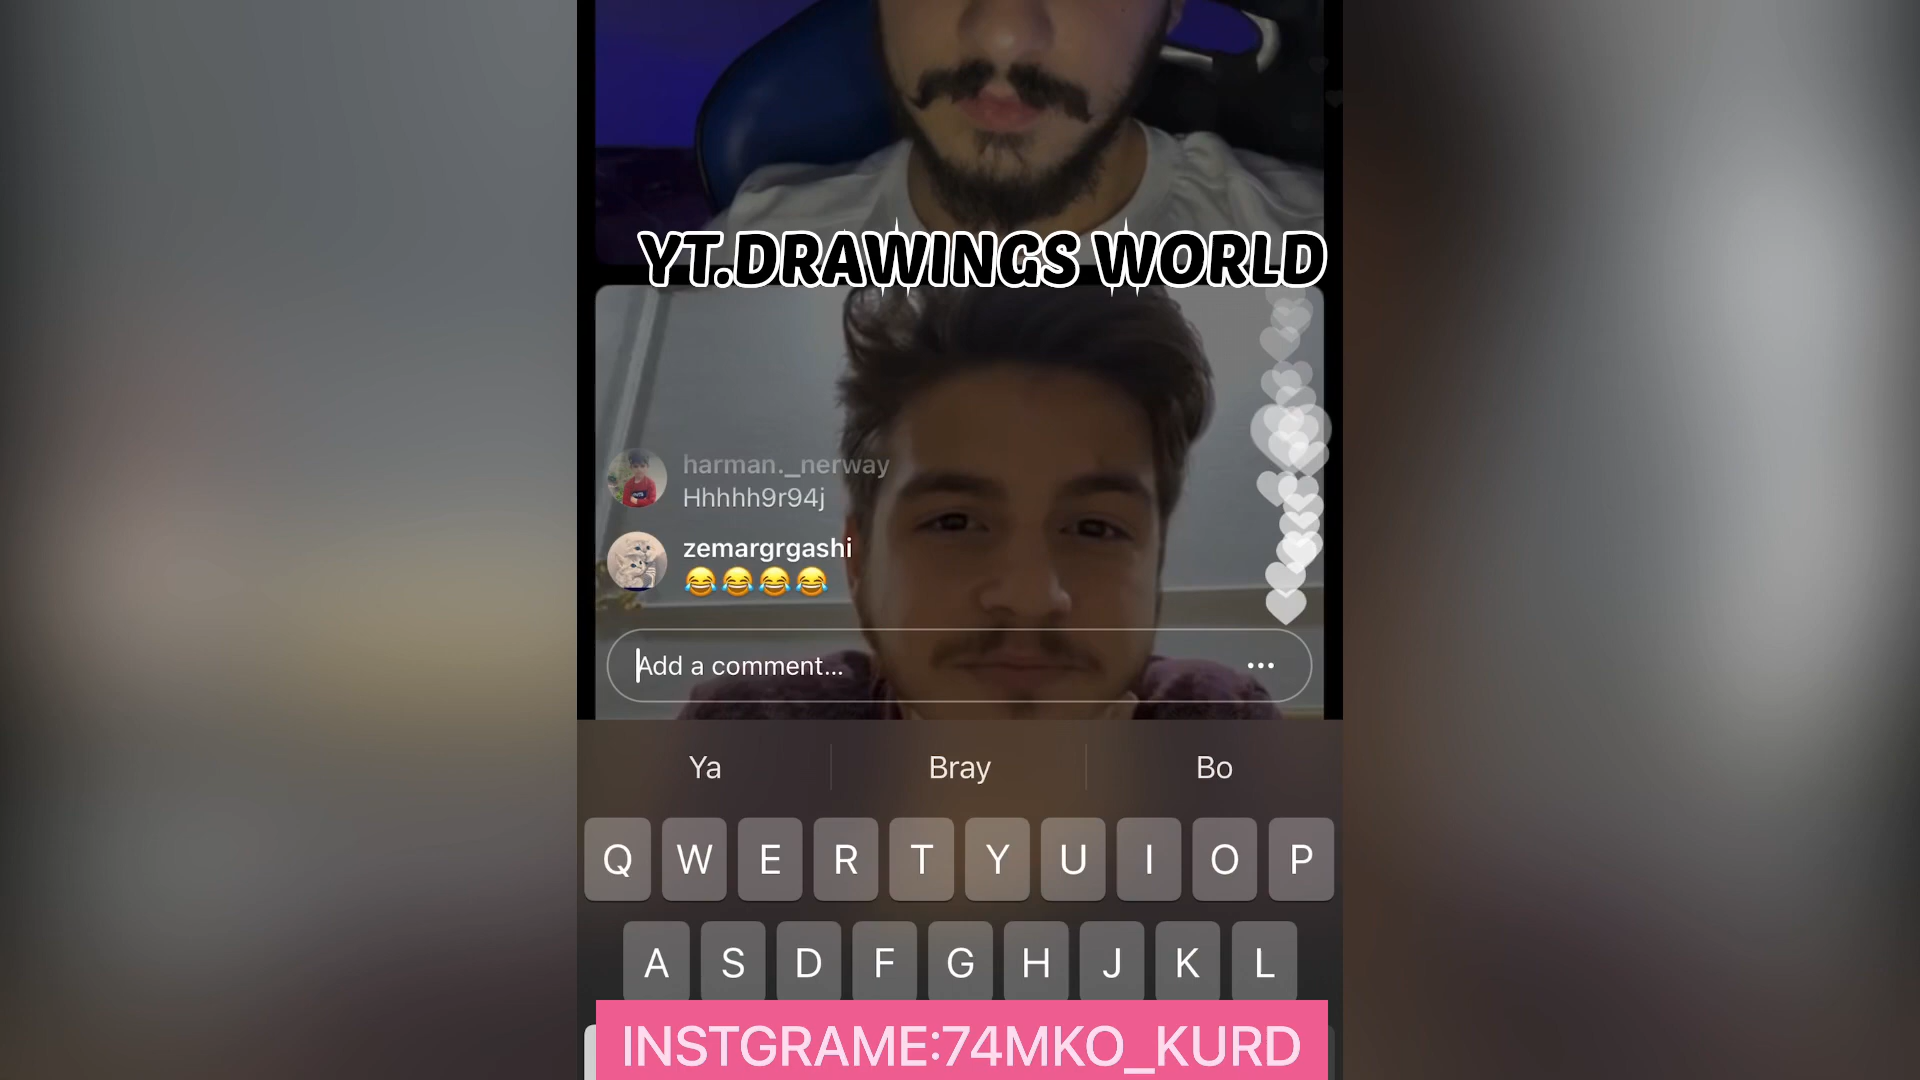 YT.DRAWINGS WORLD
harman._nerway
Hhhhh9r94j
zemargrgashi
😂😂😂😂
Add a comment...
Ya Bray Bo
Q W E R T Y U I O P
A S D F G H J K L
INSTGRAME:74MKO_KURD